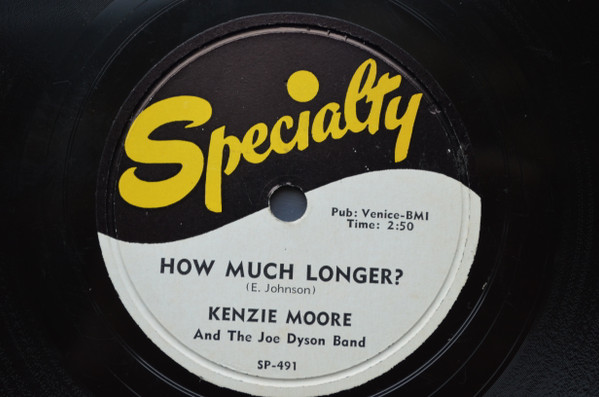 Specialty
Pub: Venice-BMI
Time: 2:50
HOW MUCH LONGER?
(E. Johnson)
KENZIE MOORE
And The Joe Dyson Band
SP-491